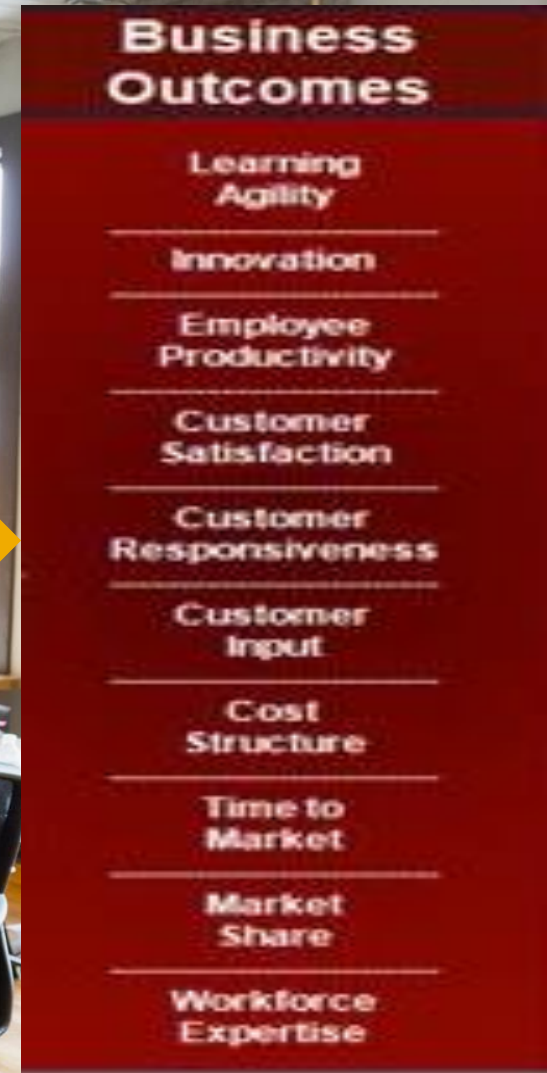 Business
Outcomes
Learning
Agility
Innovation
Employee
Productivity
Customer
Satisfaction
Customer
Responsiveness
Customer
Input
Cost
Structure
Time to
Market
Market
Share
Workforce
Expertise